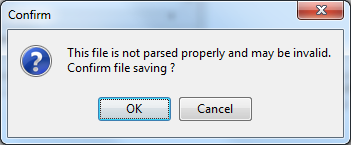 Confirm
This file is not parsed properly and may be invalid.
Confirm file saving ?
OK
Cancel